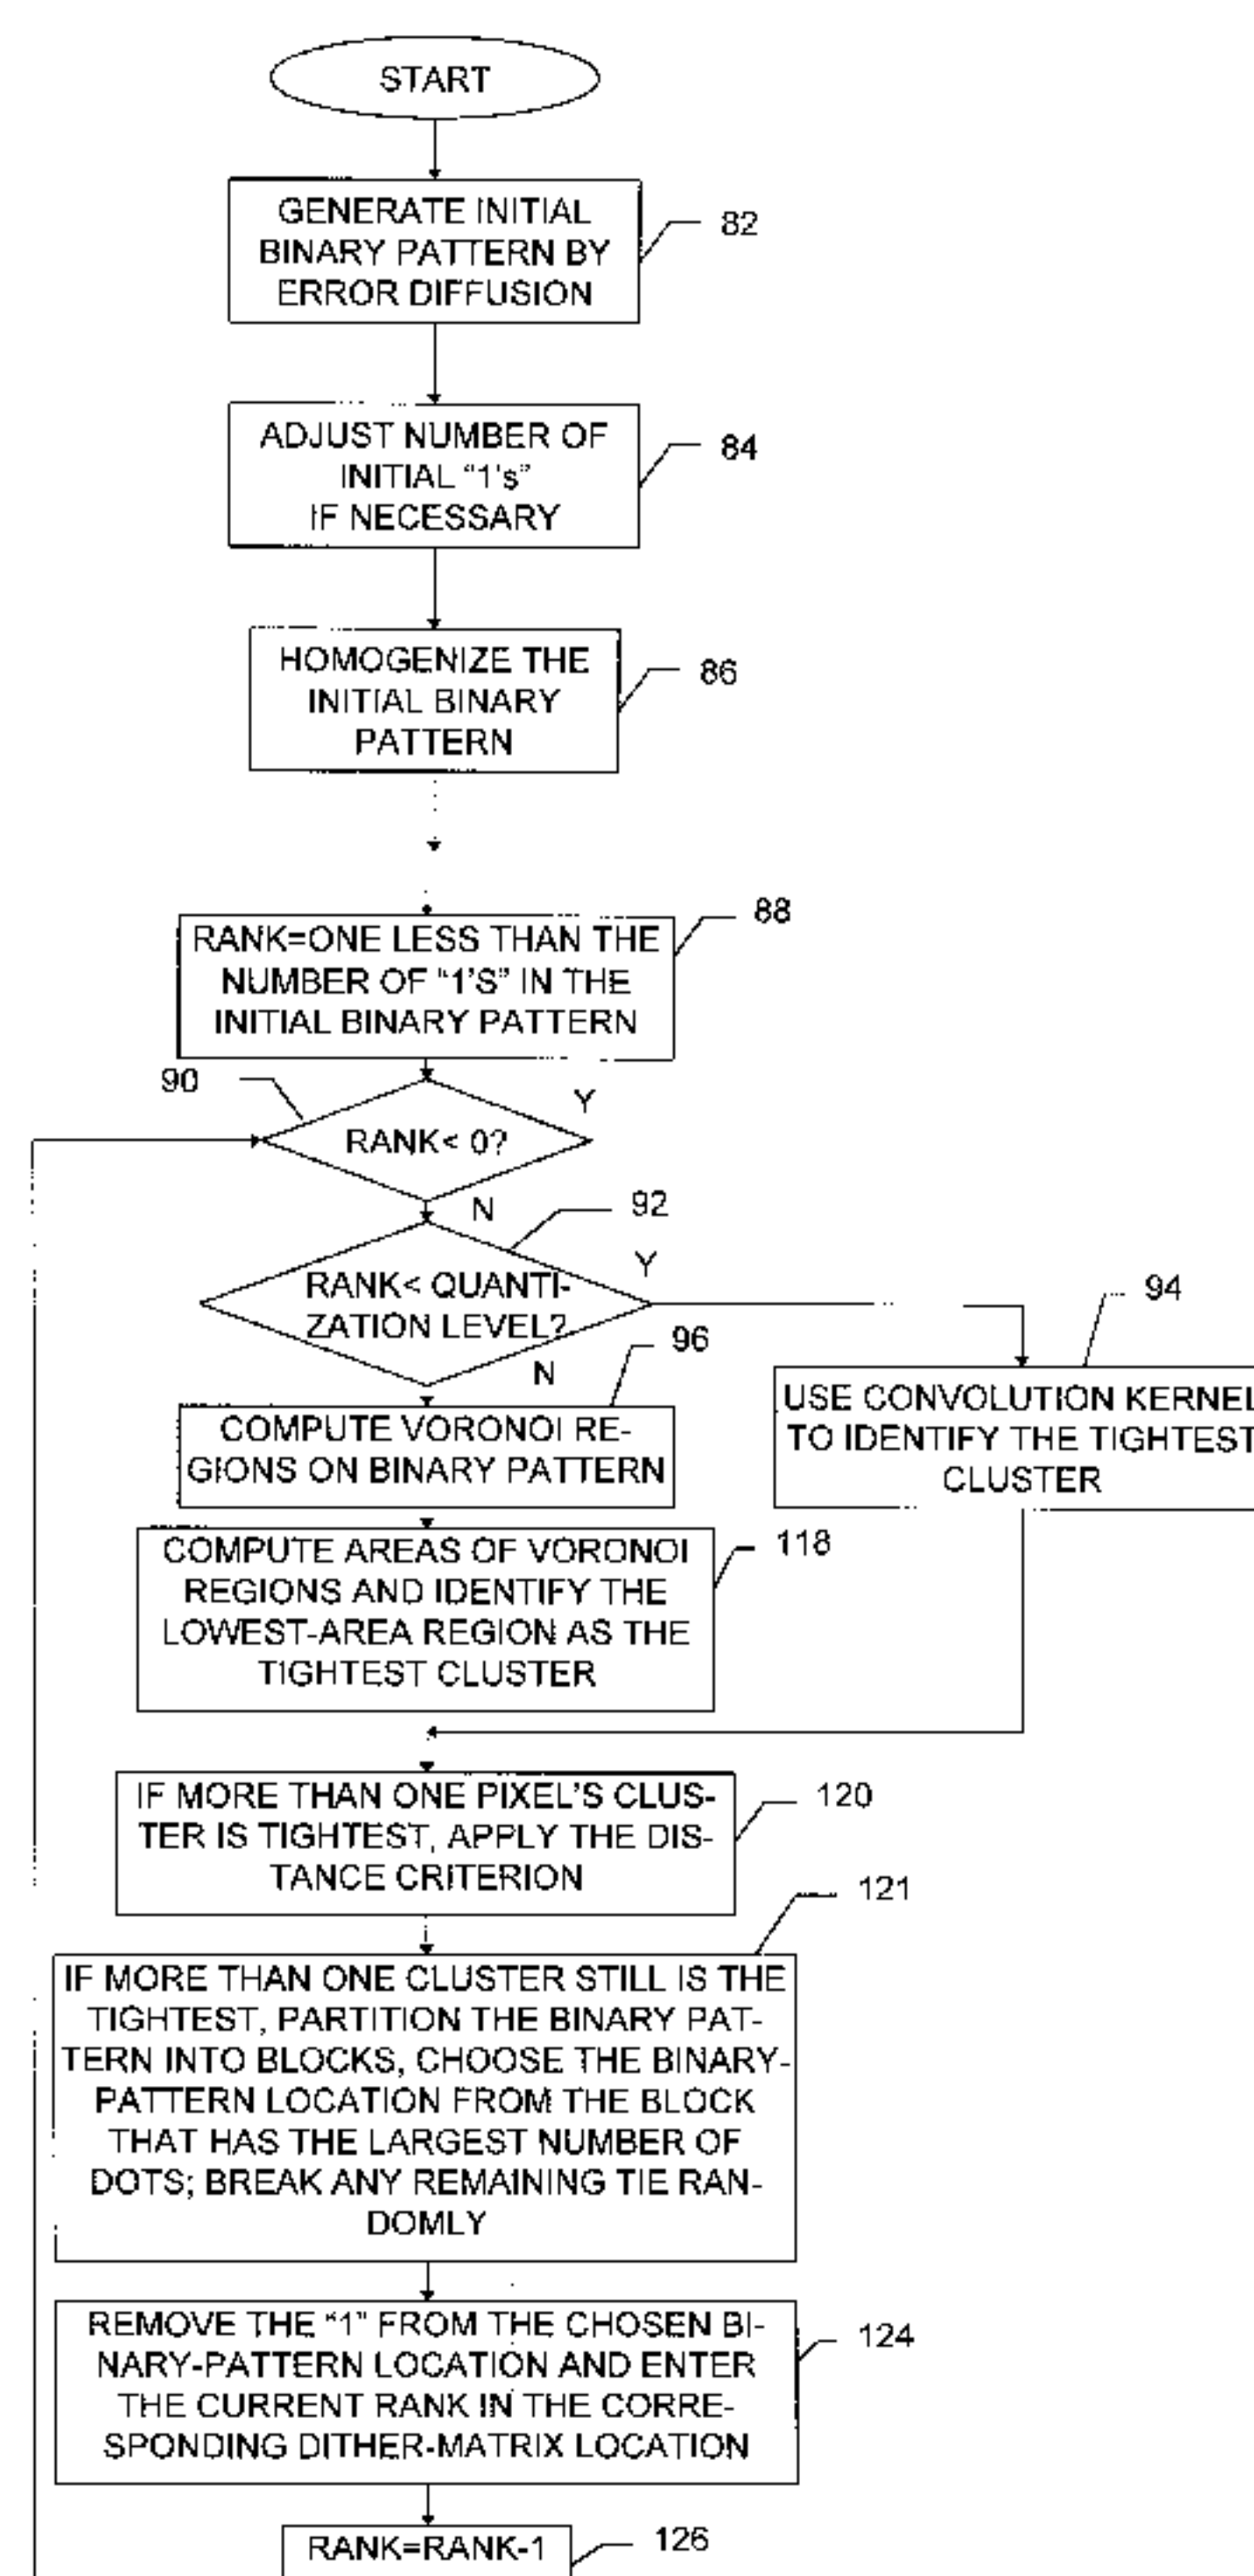 START
GENERATE INITIAL
BINARY PATTERN BY
ERROR DIFFUSION
82
ADJUST NUMBER OF
INITIAL “1’s”
IF NECESSARY
84
HOMOGENIZE THE
INITIAL BINARY
PATTERN
86
RANK=ONE LESS THAN THE
NUMBER OF “1’S” IN THE
INITIAL BINARY PATTERN
88
90
Y
RANK< 0?
N
92
RANK< QUANTI-
ZATION LEVEL?
Y
N
94
USE CONVOLUTION KERNEL
TO IDENTIFY THE TIGHTEST
CLUSTER
96
COMPUTE VORONOI RE-
GIONS ON BINARY PATTERN
COMPUTE AREAS OF VORONOI
REGIONS AND IDENTIFY THE
LOWEST-AREA REGION AS THE
TIGHTEST CLUSTER
118
IF MORE THAN ONE PIXEL’S CLUS-
TER IS TIGHTEST, APPLY THE DIS-
TANCE CRITERION
120
121
IF MORE THAN ONE CLUSTER STILL IS THE
TIGHTEST, PARTITION THE BINARY PAT-
TERN INTO BLOCKS, CHOOSE THE BINARY-
PATTERN LOCATION FROM THE BLOCK
THAT HAS THE LARGEST NUMBER OF
DOTS; BREAK ANY REMAINING TIE RAN-
DOMLY
REMOVE THE “1” FROM THE CHOSEN BI-
NARY-PATTERN LOCATION AND ENTER
THE CURRENT RANK IN THE CORRE-
SPONDING DITHER-MATRIX LOCATION
124
RANK=RANK-1
126